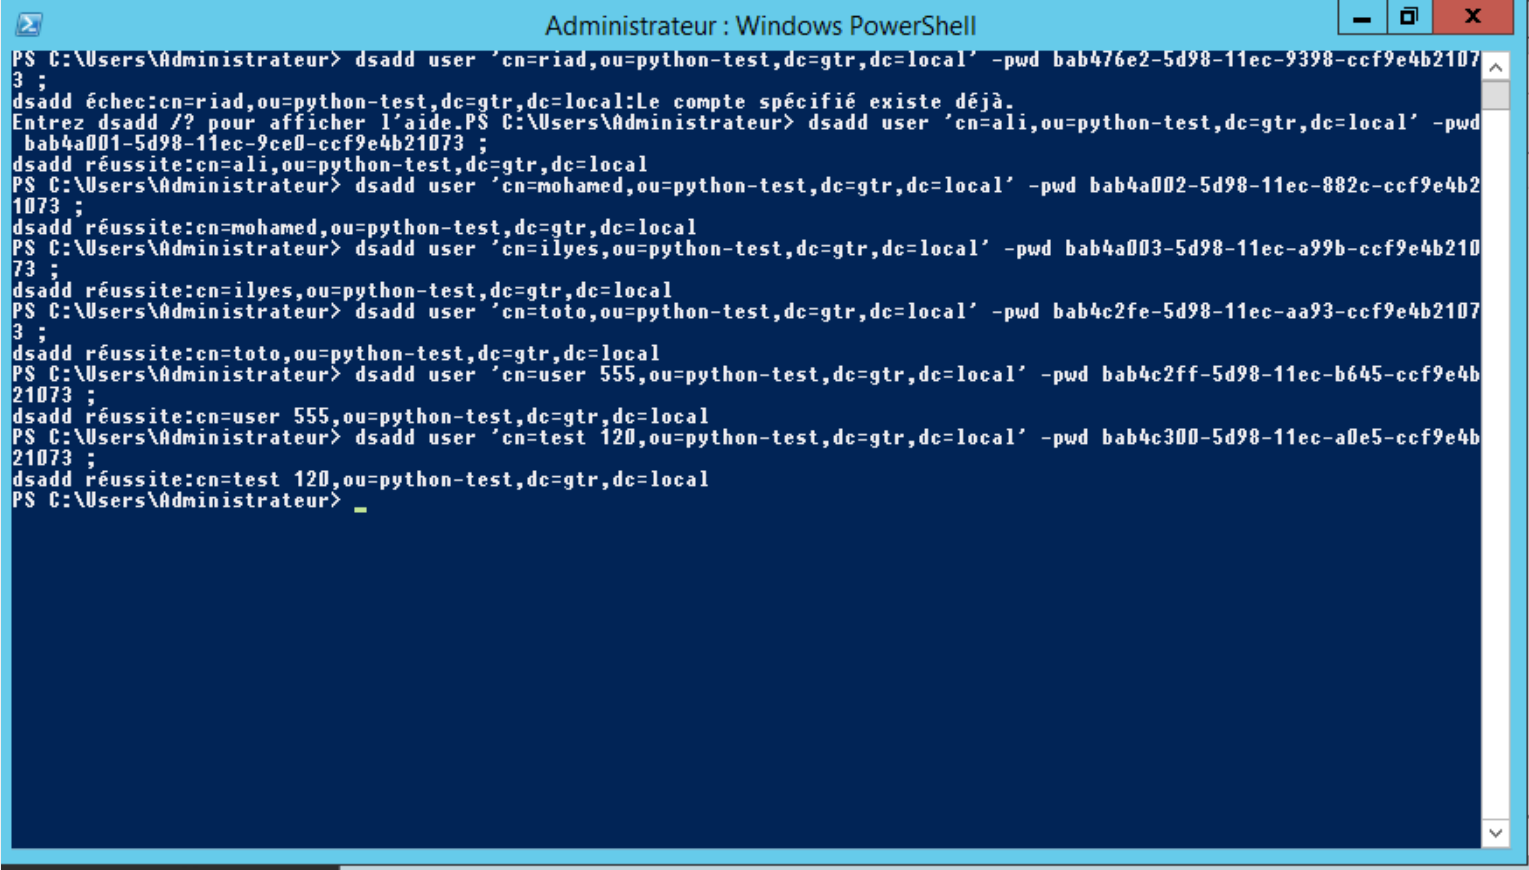 Administrateur : Windows PowerShell
PS C:\Users\Administrateur> dsadd user 'cn=riad,ou=python-test,dc=gtr,dc=local' -pwd bab476e2-5d98-11ec-9398-ccf9e4b2107
3 ;
dsadd échec:cn=riad,ou=python-test,dc=gtr,dc=local:Le compte spécifié existe déjà.
Entrez dsadd /? pour afficher l'aide.PS C:\Users\Administrateur> dsadd user 'cn=ali,ou=python-test,dc=gtr,dc=local' -pwd
bab4a001-5d98-11ec-9ce0-ccf9e4b21073 ;
dsadd réussite:cn=ali,ou=python-test,dc=gtr,dc=local
PS C:\Users\Administrateur> dsadd user 'cn=mohamed,ou=python-test,dc=gtr,dc=local' -pwd bab4a002-5d98-11ec-882c-ccf9e4b2
1073 ;
dsadd réussite:cn=mohamed,ou=python-test,dc=gtr,dc=local
PS C:\Users\Administrateur> dsadd user 'cn=ilyes,ou=python-test,dc=gtr,dc=local' -pwd bab4a003-5d98-11ec-a99b-ccf9e4b210
73 ;
dsadd réussite:cn=ilyes,ou=python-test,dc=gtr,dc=local
PS C:\Users\Administrateur> dsadd user 'cn=toto,ou=python-test,dc=gtr,dc=local' -pwd bab4c2fe-5d98-11ec-aa93-ccf9e4b2107
3 ;
dsadd réussite:cn=toto,ou=python-test,dc=gtr,dc=local
PS C:\Users\Administrateur> dsadd user 'cn=user 555,ou=python-test,dc=gtr,dc=local' -pwd bab4c2ff-5d98-11ec-b645-ccf9e4b
21073 ;
dsadd réussite:cn=user 555,ou=python-test,dc=gtr,dc=local
PS C:\Users\Administrateur> dsadd user 'cn=test 120,ou=python-test,dc=gtr,dc=local' -pwd bab4c300-5d98-11ec-a0e5-ccf9e4b
21073 ;
dsadd réussite:cn=test 120,ou=python-test,dc=gtr,dc=local
PS C:\Users\Administrateur>